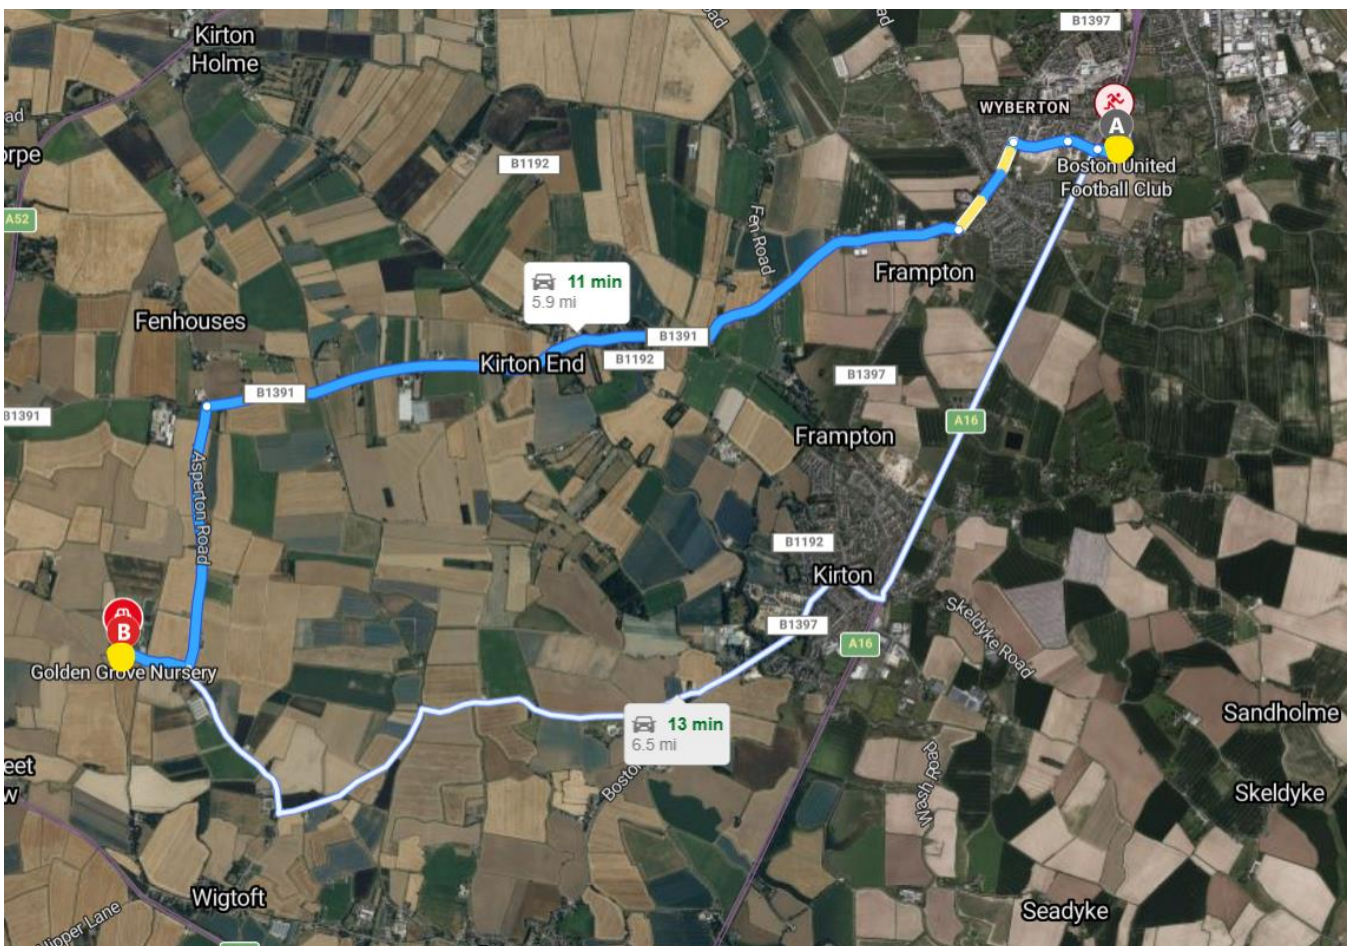 B1397
Kirton
Holme
WYBERTON
A
B1192
Boston United
Football Club
A52
Fen Road
11 min
5.9 mi
Frampton
Fenhouses
B1391
Kirton End
B1192
B1397
B1391
B1391
A16
Frampton
Asperton Road
B1192
Kirton
Skeldyke Road
B
B1397
A16
Golden Grove Nursery
13 min
6.5 mi
Sandholme
Wash Road
Skeldyke
Wigtoft
Seadyke